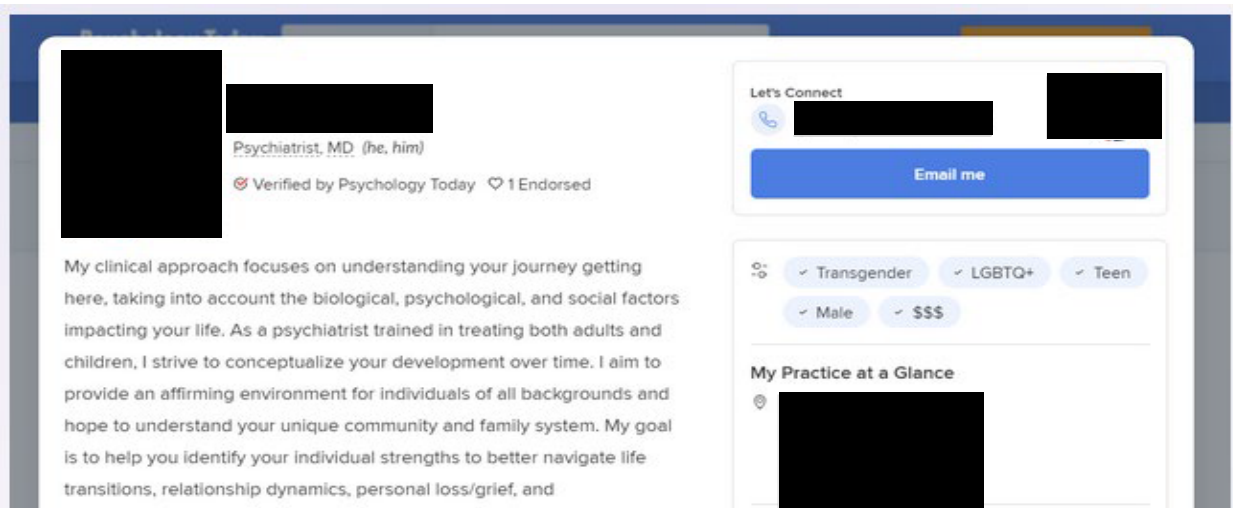 Psychiatrist, MD (he, him)
Verified by Psychology Today 1 Endorsed
My clinical approach focuses on understanding your journey getting
here, taking into account the biological, psychological, and social factors
impacting your life. As a psychiatrist trained in treating both adults and
children, I strive to conceptualize your development over time. I aim to
provide an affirming environment for individuals of all backgrounds and
hope to understand your unique community and family system. My goal
is to help you identify your individual strengths to better navigate life
transitions, relationship dynamics, personal loss/grief, and
Let's Connect
Email me
Transgender LGBTQ+ Teen
Male $$$
My Practice at a Glance